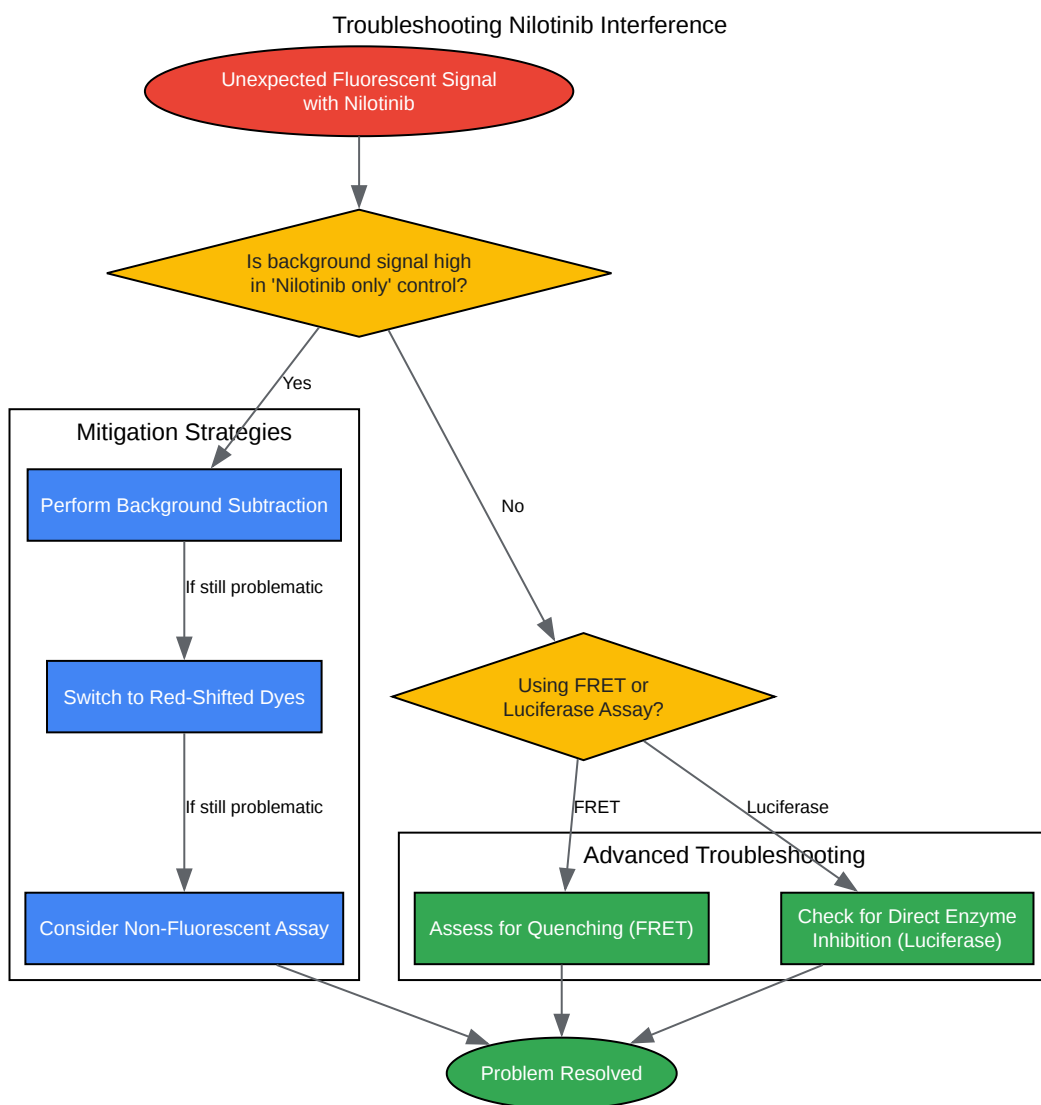 Troubleshooting Nilotinib Interference
Unexpected Fluorescent Signal
with Nilotinib
Is background signal high
in 'Nilotinib only' control?
Yes
No
Mitigation Strategies
Perform Background Subtraction
If still problematic
Switch to Red-Shifted Dyes
If still problematic
Consider Non-Fluorescent Assay
Using FRET or
Luciferase Assay?
FRET
Luciferase
Advanced Troubleshooting
Assess for Quenching (FRET)
Check for Direct Enzyme
Inhibition (Luciferase)
Problem Resolved